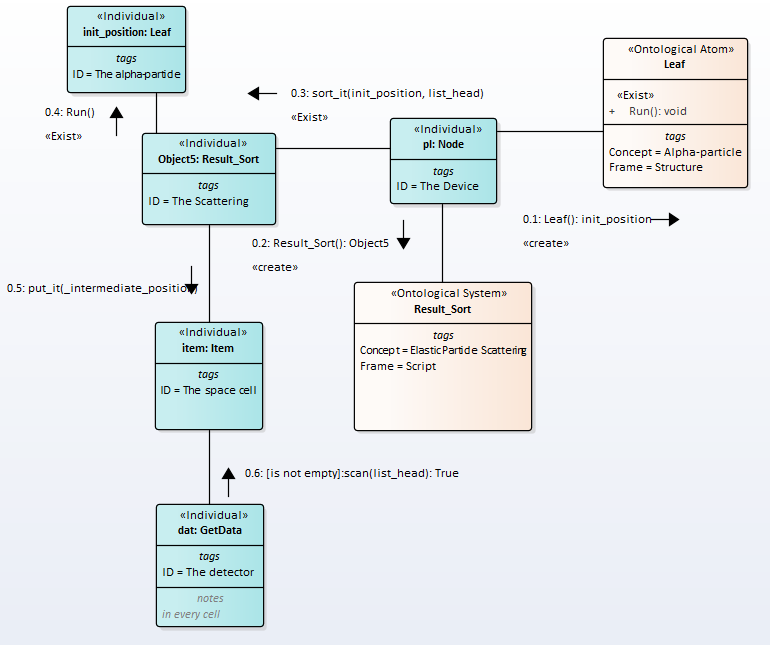 «Individual»
init_position: Leaf
tags
ID = The alpha-particle
«Ontological Atom»
Leaf
«Exist»
+ Run(): void
tags
Concept = Alpha-particle
Frame = Structure
0.3: sort_it(init_position, list_head)
«Exist»
0.4: Run()
«Exist»
«Individual»
Object5: Result_Sort
tags
ID = The Scattering
«Individual»
pl: Node
tags
ID = The Device
0.1: Leaf(): init_position
«create»
0.2: Result_Sort(): Object5
«create»
0.5: put_it(_intermediate_position)
«Ontological System»
Result_Sort
tags
Concept = ElasticParticle Scattering
Frame = Script
«Individual»
item: Item
tags
ID = The space cell
0.6: [is not empty]:scan(list_head): True
«Individual»
dat: GetData
tags
ID = The detector
notes
in every cell